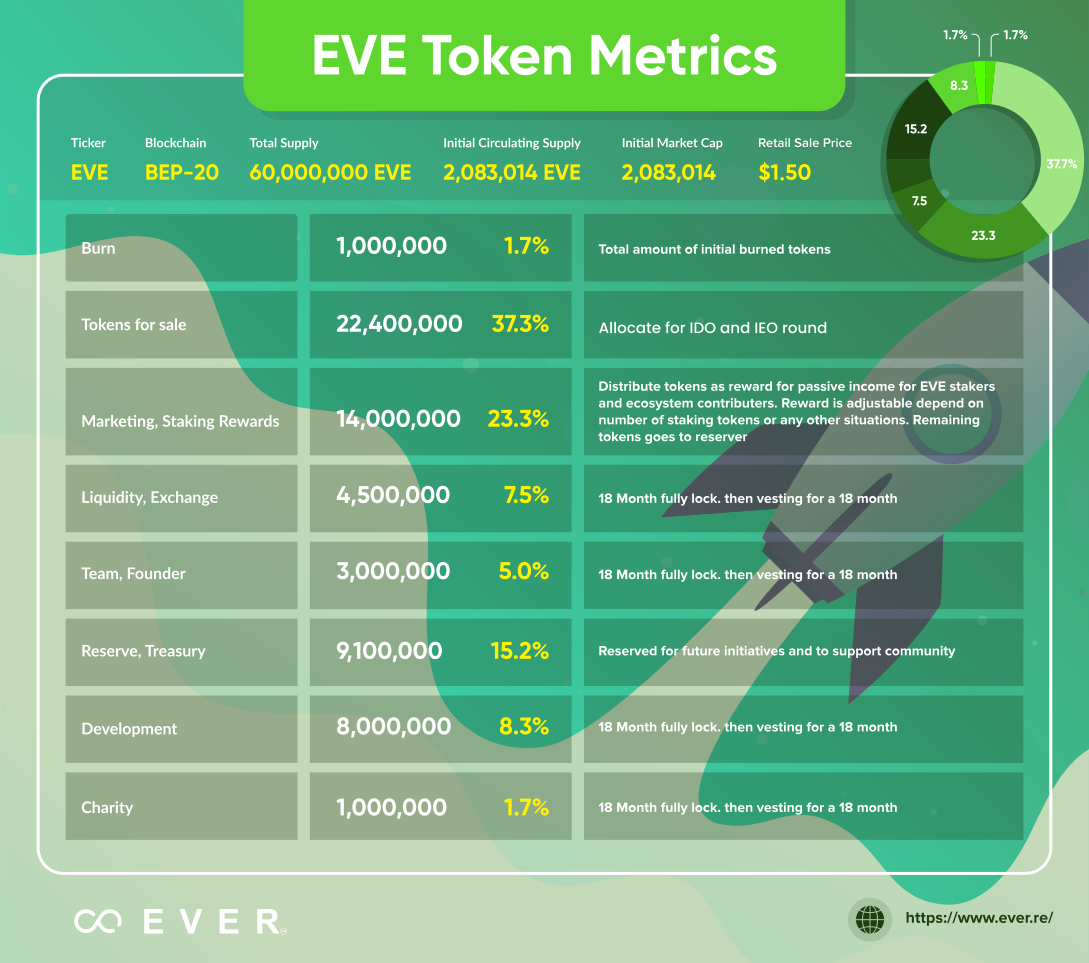 EVE Token Metrics
1.7% 1.7%
8.3
15.2
37.7%
7.5
23.3
Ticker Blockchain Total Supply Initial Circulating Supply Initial Market Cap Retail Sale Price
EVE BEP-20 60,000,000 EVE 2,083,014 EVE 2,083,014 $1.50
Burn 1,000,000 1.7% Total amount of initial burned tokens
Tokens for sale 22,400,000 37.3% Allocate for IDO and IEO round
Marketing, Staking Rewards 14,000,000 23.3%
Distribute tokens as reward for passive income for EVE stakers
and ecosystem contributers. Reward is adjustable depend on
number of staking tokens or any other situations. Remaining
tokens goes to reserver
Liquidity, Exchange 4,500,000 7.5% 18 Month fully lock. then vesting for a 18 month
Team, Founder 3,000,000 5.0% 18 Month fully lock. then vesting for a 18 month
Reserve, Treasury 9,100,000 15.2% Reserved for future initiatives and to support community
Development 8,000,000 8.3% 18 Month fully lock. then vesting for a 18 month
Charity 1,000,000 1.7% 18 Month fully lock. then vesting for a 18 month
EVER
https://www.ever.re/